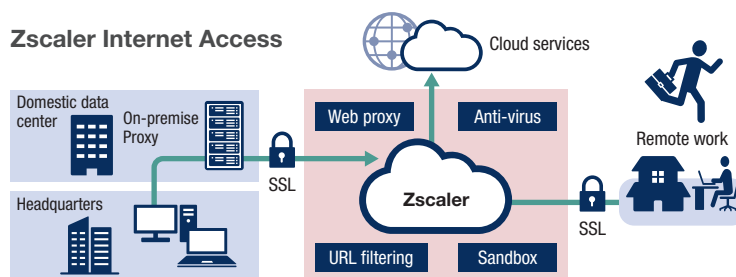 Zscaler Internet Access
Cloud services
Domestic data
center
On-premise
Proxy
Web proxy
Anti-virus
Remote work
SSL
Zscaler
Headquarters
SSL
URL filtering
Sandbox